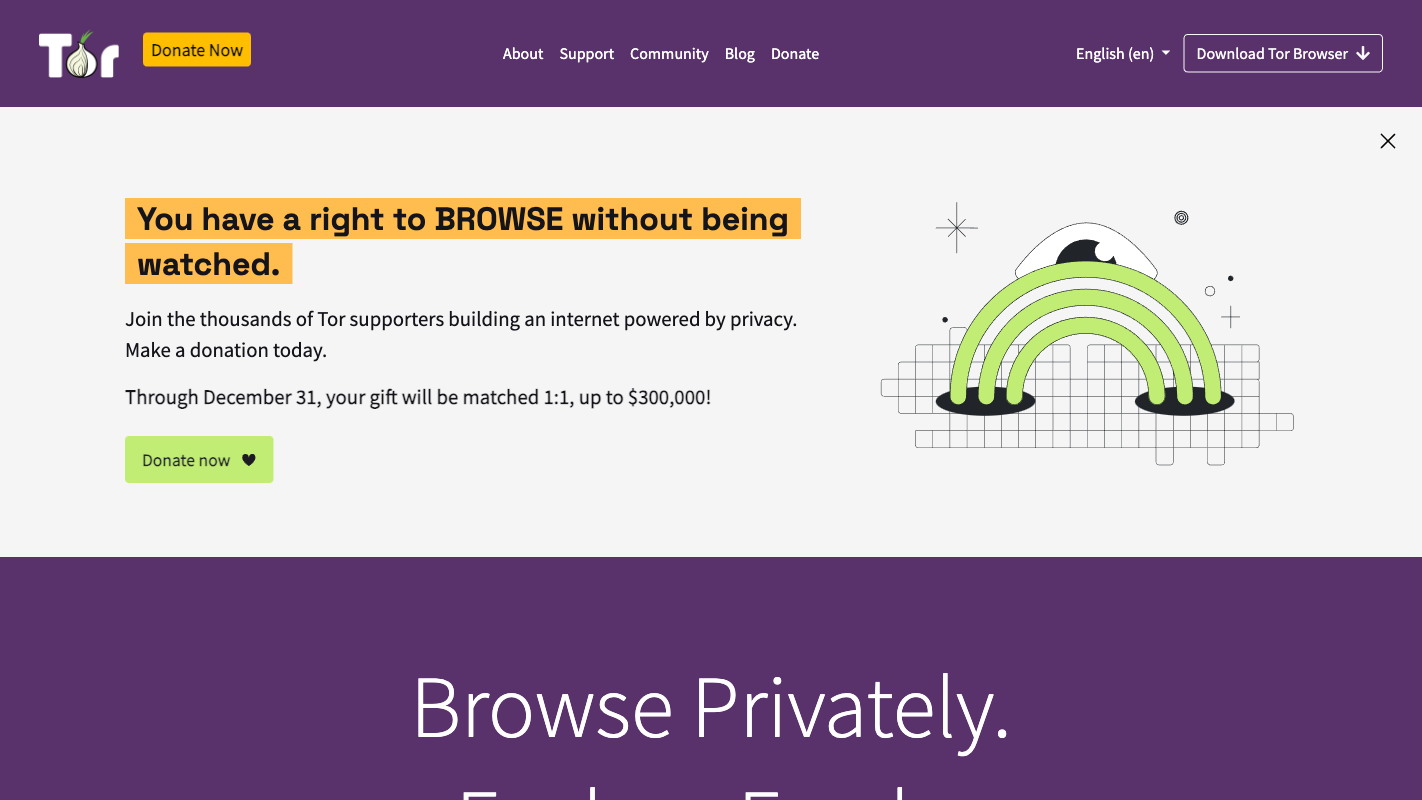 Tor
Donate Now
About Support Community Blog Donate
English (en)
Download Tor Browser
You have a right to BROWSE without being
watched.
Join the thousands of Tor supporters building an internet powered by privacy.
Make a donation today.
Through December 31, your gift will be matched 1:1, up to $300,000!
Donate now
Browse Privately.